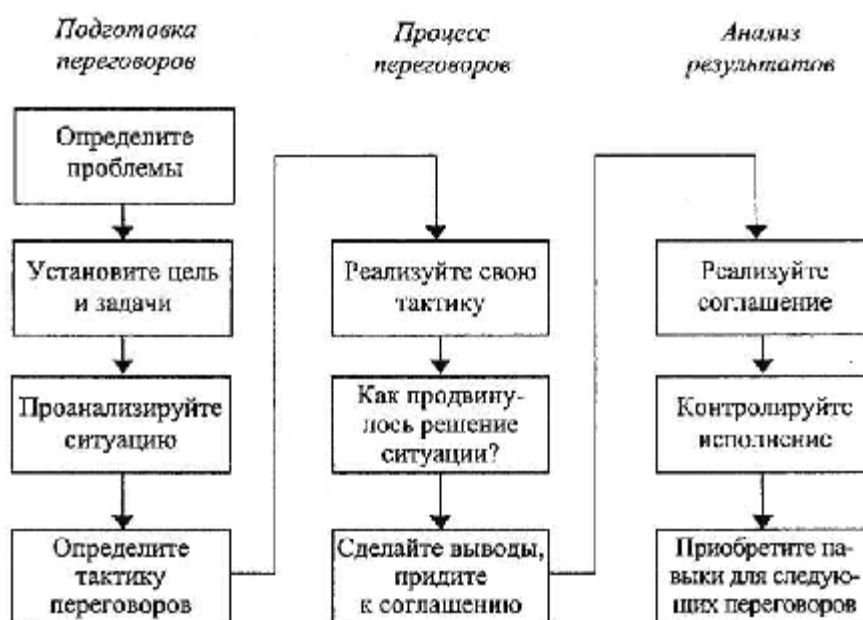 Подготовка
переговоров
Процесс
переговоров
Анализ
результатов
Определите
проблемы
Установите цель
и задачи
Проанализируйте
ситуацию
Определите
тактику
переговоров
Реализуйте свою
тактику
Как продвину-
лось решение
ситуации?
Сделайте выводы,
придите
к соглашению
Реализуйте
соглашение
Контролируйте
исполнение
Приобретите на-
выки для следую-
щих переговоров